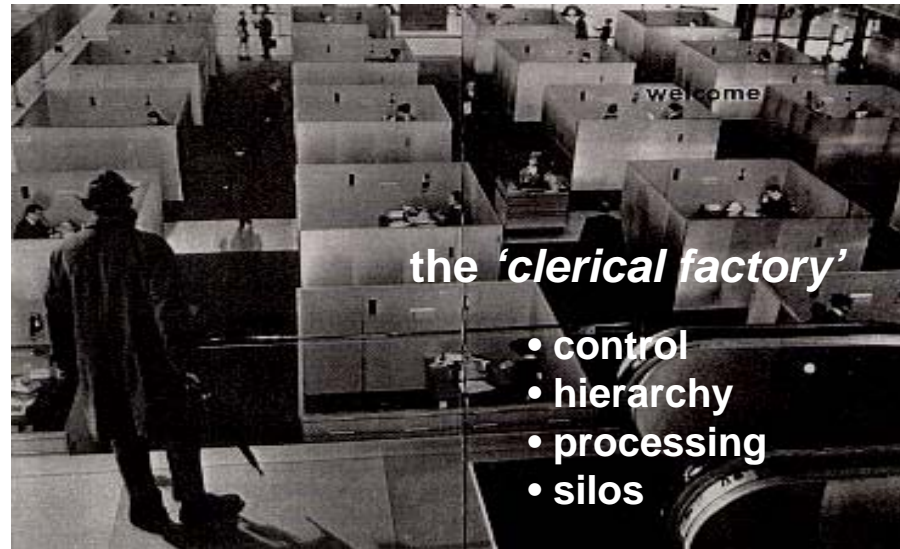 welcome
the ‘clerical factory’
• control
• hierarchy
• processing
• silos